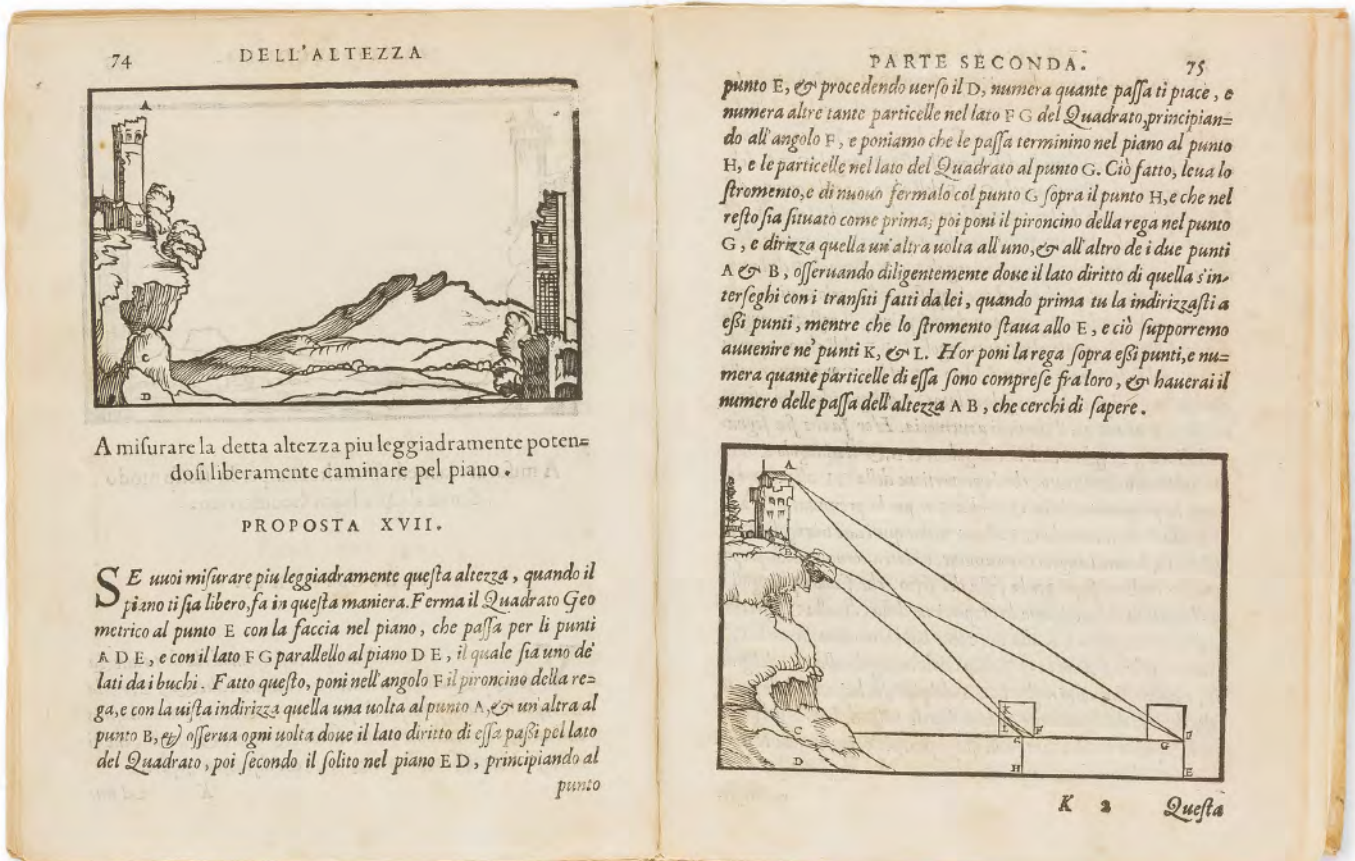 74 DELL'ALTEZZA
A
C
D
A miſurare la detta altezza piu leggiadramente poten=
doſi liberamente caminare pel piano.
PROPOSTA XVII.
SE uuoi miſurare piu leggiadramente queſta altezza, quando il
piano ti ſia libero, fa in queſta maniera. Ferma il Quadrato Geo
metrico al punto E con la faccia nel piano, che paſſa per li punti
A D E, e con il lato F G parallello al piano D E, il quale ſia uno de'
lati da i buchi. Fatto queſto, poni nell'angolo F il pironcino della re=
ga, e con la uiſta indirizza quella una uolta al punto A, & un'altra al
punto B, & oſſerua ogni uolta doue il lato diritto di eſſa paſſi pel lato
del Quadrato, poi ſecondo il ſolito nel piano E D, principiando al
punto
PARTE SECONDA. 75
punto E, & procedendo uerſo il D, numera quante paſſa ti piace, e
numera altre tante particelle nel lato F G del Quadrato, principian=
do all'angolo F, e poniamo che le paſſa terminino nel piano al punto
H, e le particelle nel lato del Quadrato al punto G. Ciò fatto, leua lo
ſtromento, e di nuouo fermalo col punto G ſopra il punto H, e che nel
reſto ſia ſituato come prima; poi poni il pironcino della rega nel punto
G, e dirizza quella un'altra uolta all'uno, & all'altro de i due punti
A & B, oſſeruando diligentemente doue il lato diritto di quella s'in-
terſeghi con i tranſiti fatti da lei, quando prima tu la indirizzaſti a
eſſi punti, mentre che lo ſtromento ſtaua allo E, e ciò ſupporremo
auuenire ne' punti K, & L. Hor poni la rega ſopra eſſi punti, e nu=
mera quante particelle di eſſa ſono compreſe fra loro, & hauerai il
numero delle paſſa dell'altezza A B, che cerchi di ſapere.
A
B
K
C F G
D H E
K 2 Queſta